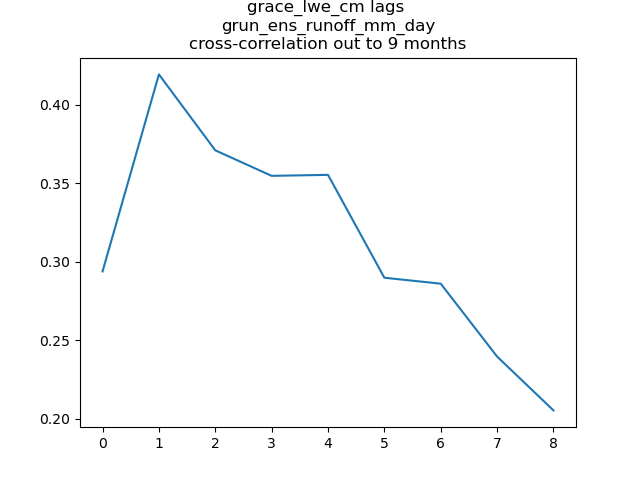 grace_lwe_cm lags
grun_ens_runoff_mm_day
cross-correlation out to 9 months
0.40
0.35
0.30
0.25
0.20
0 1 2 3 4 5 6 7 8